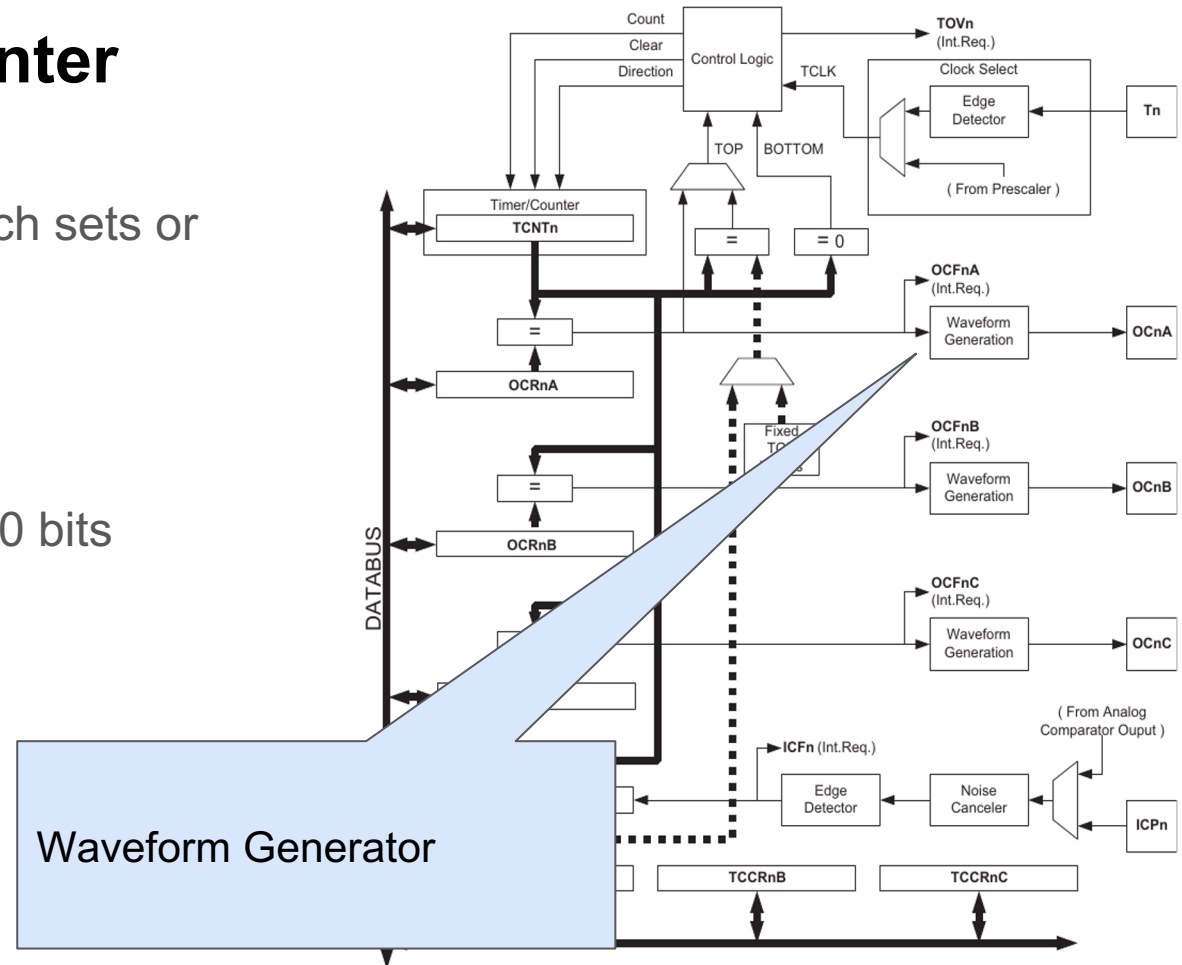 nter
ch sets or
0 bits
Count
Clear
Direction
Control Logic
TOVn
(Int.Req.)
TCLK
Clock Select
Edge
Detector
Tn
( From Prescaler )
TOP
BOTTOM
Timer/Counter
TCNTn
=
= 0
OCFnA
(Int.Req.)
=
Waveform
Generation
OCnA
OCRnA
Fixed
OCFnB
(Int.Req.)
=
Waveform
Generation
OCnB
OCRnB
DATABUS
OCFnC
(Int.Req.)
Waveform
Generation
OCnC
( From Analog
Comparator Ouput )
ICFn (Int.Req.)
Edge
Detector
Noise
Canceler
ICPn
Waveform Generator
TCCRnB
TCCRnC